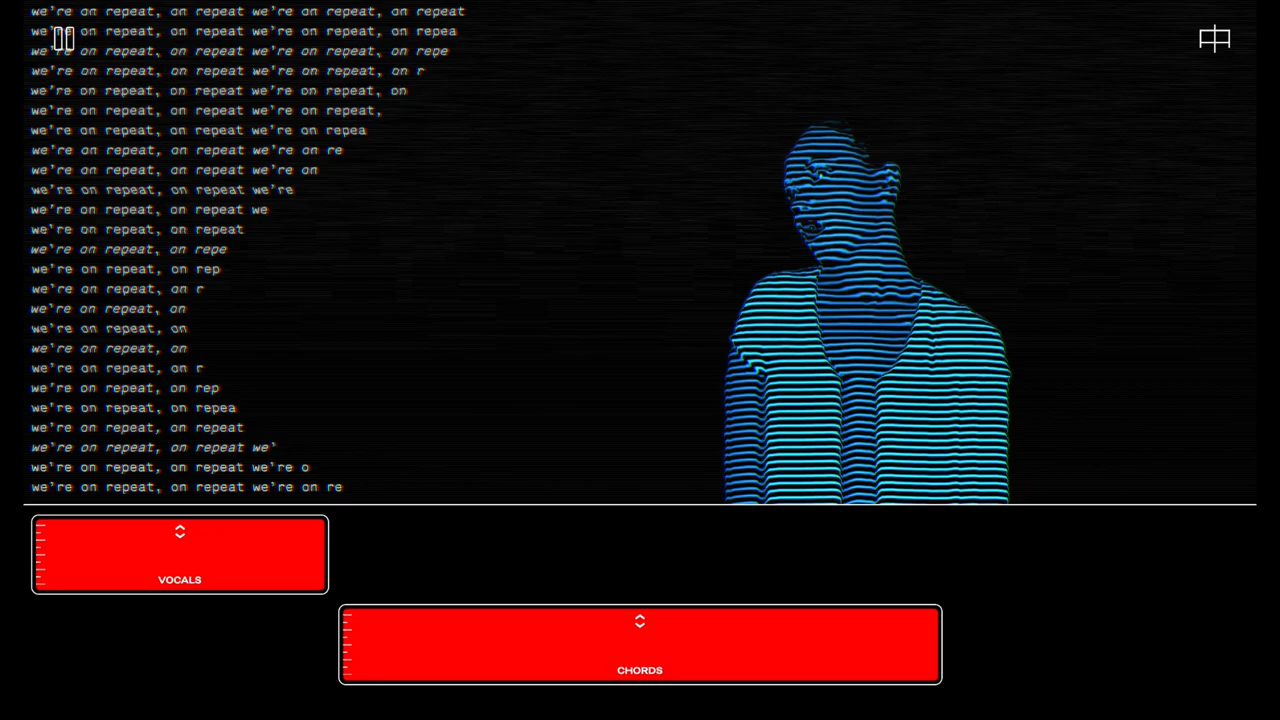 we're on repeat, on repeat we're on repeat, on repeat
we're on repeat, on repeat we're on repeat, on repea
we're on repeat, on repeat we're on repeat, on repe
we're on repeat, on repeat we're on repeat, on r
we're on repeat, on repeat we're on repeat, on
we're on repeat, on repeat we're on repeat,
we're on repeat, on repeat we're on repea
we're on repeat, on repeat we're on re
we're on repeat, on repeat we're on
we're on repeat, on repeat we're
we're on repeat, on repeat we
we're on repeat, on repeat
we're on repeat, on repe
we're on repeat, on rep
we're on repeat, on r
we're on repeat, on
we're on repeat, on
we're on repeat, on
we're on repeat, on r
we're on repeat, on rep
we're on repeat, on repea
we're on repeat, on repeat
we're on repeat, on repeat we'
we're on repeat, on repeat we're o
we're on repeat, on repeat we're on re
VOCALS
CHORDS